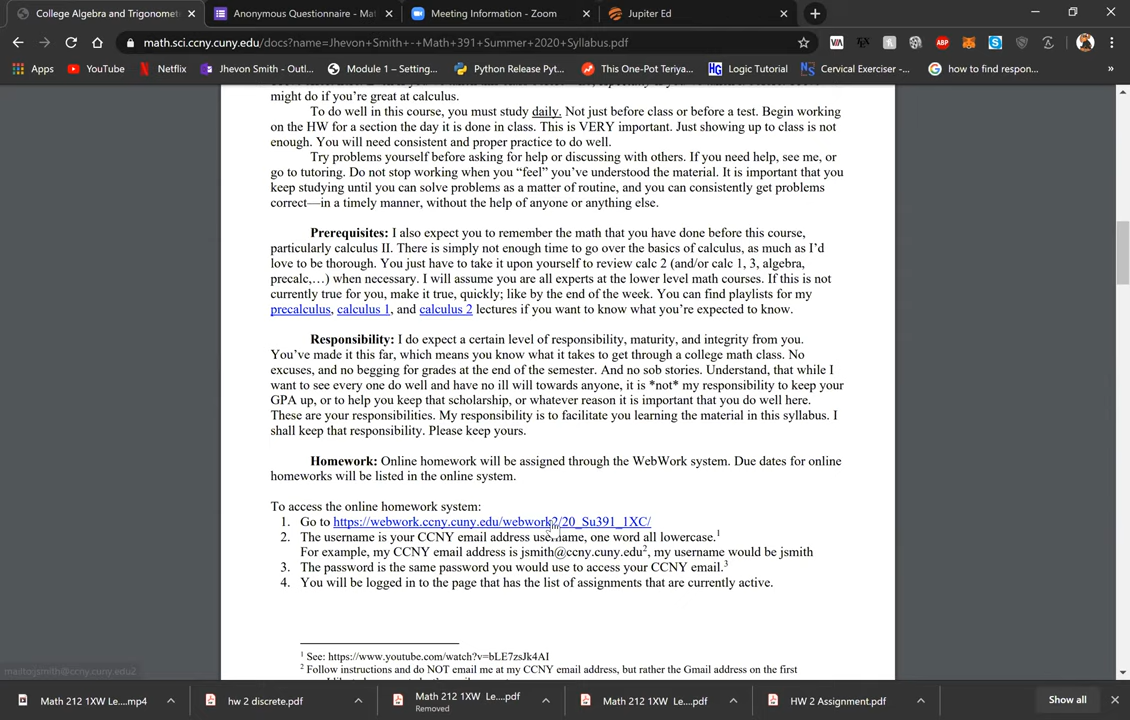 College Algebra and Trigonomet
Anonymous Questionnaire - Mat
Meeting Information - Zoom
Jupiter Ed
math.sci.ccny.cuny.edu/docs?name=Jhevon Smith -+Math+391+Summer+2020+Syllabus.pdf
Apps
YouTube
Netflix
Jhevon Smith - Outl...
Module 1 – Setting...
Python Release Pyt...
This One-Pot Teriya...
Logic Tutorial
Cervical Exerciser -...
how to find respon...
might do if you're great at calculus.
To do well in this course, you must study daily. Not just before class or before a test. Begin working
on the HW for a section the day it is done in class. This is VERY important. Just showing up to class is not
enough. You will need consistent and proper practice to do well.
Try problems yourself before asking for help or discussing with others. If you need help, see me, or
go to tutoring. Do not stop working when you “feel” you’ve understood the material. It is important that you
keep studying until you can solve problems as a matter of routine, and you can consistently get problems
correct—in a timely manner, without the help of anyone or anything else.
Prerequisites: I also expect you to remember the math that you have done before this course,
particularly calculus II. There is simply not enough time to go over the basics of calculus, as much as I’d
love to be thorough. You just have to take it upon yourself to review calc 2 (and/or calc 1, 3, algebra,
precalc,…) when necessary. I will assume you are all experts at the lower level math courses. If this is not
currently true for you, make it true, quickly; like by the end of the week. You can find playlists for my
precalculus, calculus 1, and calculus 2 lectures if you want to know what you’re expected to know.
Responsibility: I do expect a certain level of responsibility, maturity, and integrity from you.
You’ve made it this far, which means you know what it takes to get through a college math class. No
excuses, and no begging for grades at the end of the semester. And no sob stories. Understand, that while I
want to see every one do well and have no ill will towards anyone, it is *not* my responsibility to keep your
GPA up, or to help you keep that scholarship, or whatever reason it is important that you do well here.
These are your responsibilities. My responsibility is to facilitate you learning the material in this syllabus. I
shall keep that responsibility. Please keep yours.
Homework: Online homework will be assigned through the WebWork system. Due dates for online
homeworks will be listed in the online system.
To access the online homework system:
1. Go to https://webwork.ccny.cuny.edu/webwork2/20_Su391_1XC/
2. The username is your CCNY email address username, one word all lowercase.1
For example, my CCNY email address is jsmith@ccny.cuny.edu2, my username would be jsmith
3. The password is the same password you would use to access your CCNY email.3
4. You will be logged in to the page that has the list of assignments that are currently active.
1 See: https://www.youtube.com/watch?v=bLE7zsJk4AI
2 Follow instructions and do NOT email me at my CCNY email address, but rather the Gmail address on the first
mailto:jsmith@ccny.cuny.edu2
Math 212 1XW Le....mp4
hw 2 discrete.pdf
Math 212 1XW Le....pdf
Removed
Math 212 1XW Le....pdf
HW 2 Assignment.pdf
Show all